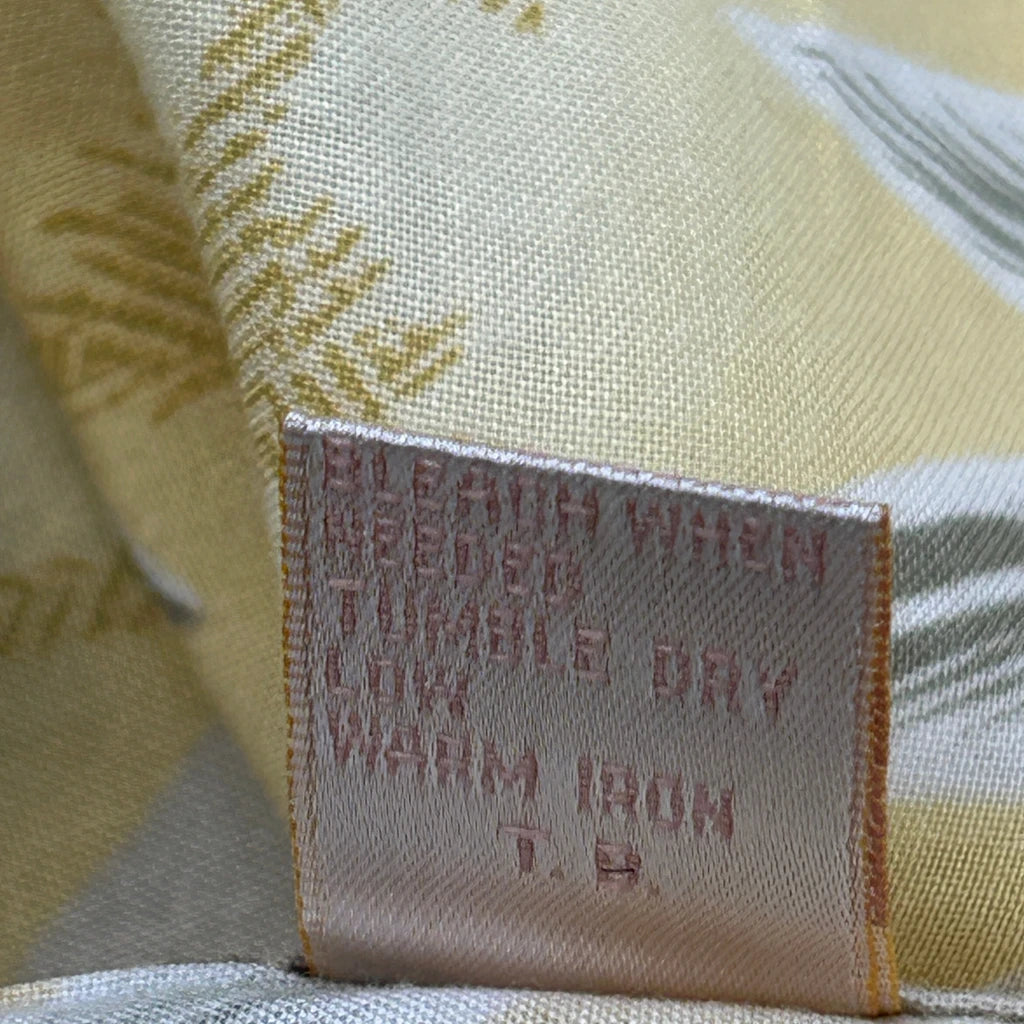 BLEACH WHEN
NEEDED
TUMBLE DRY
LOW
WARM IRON
T. B.